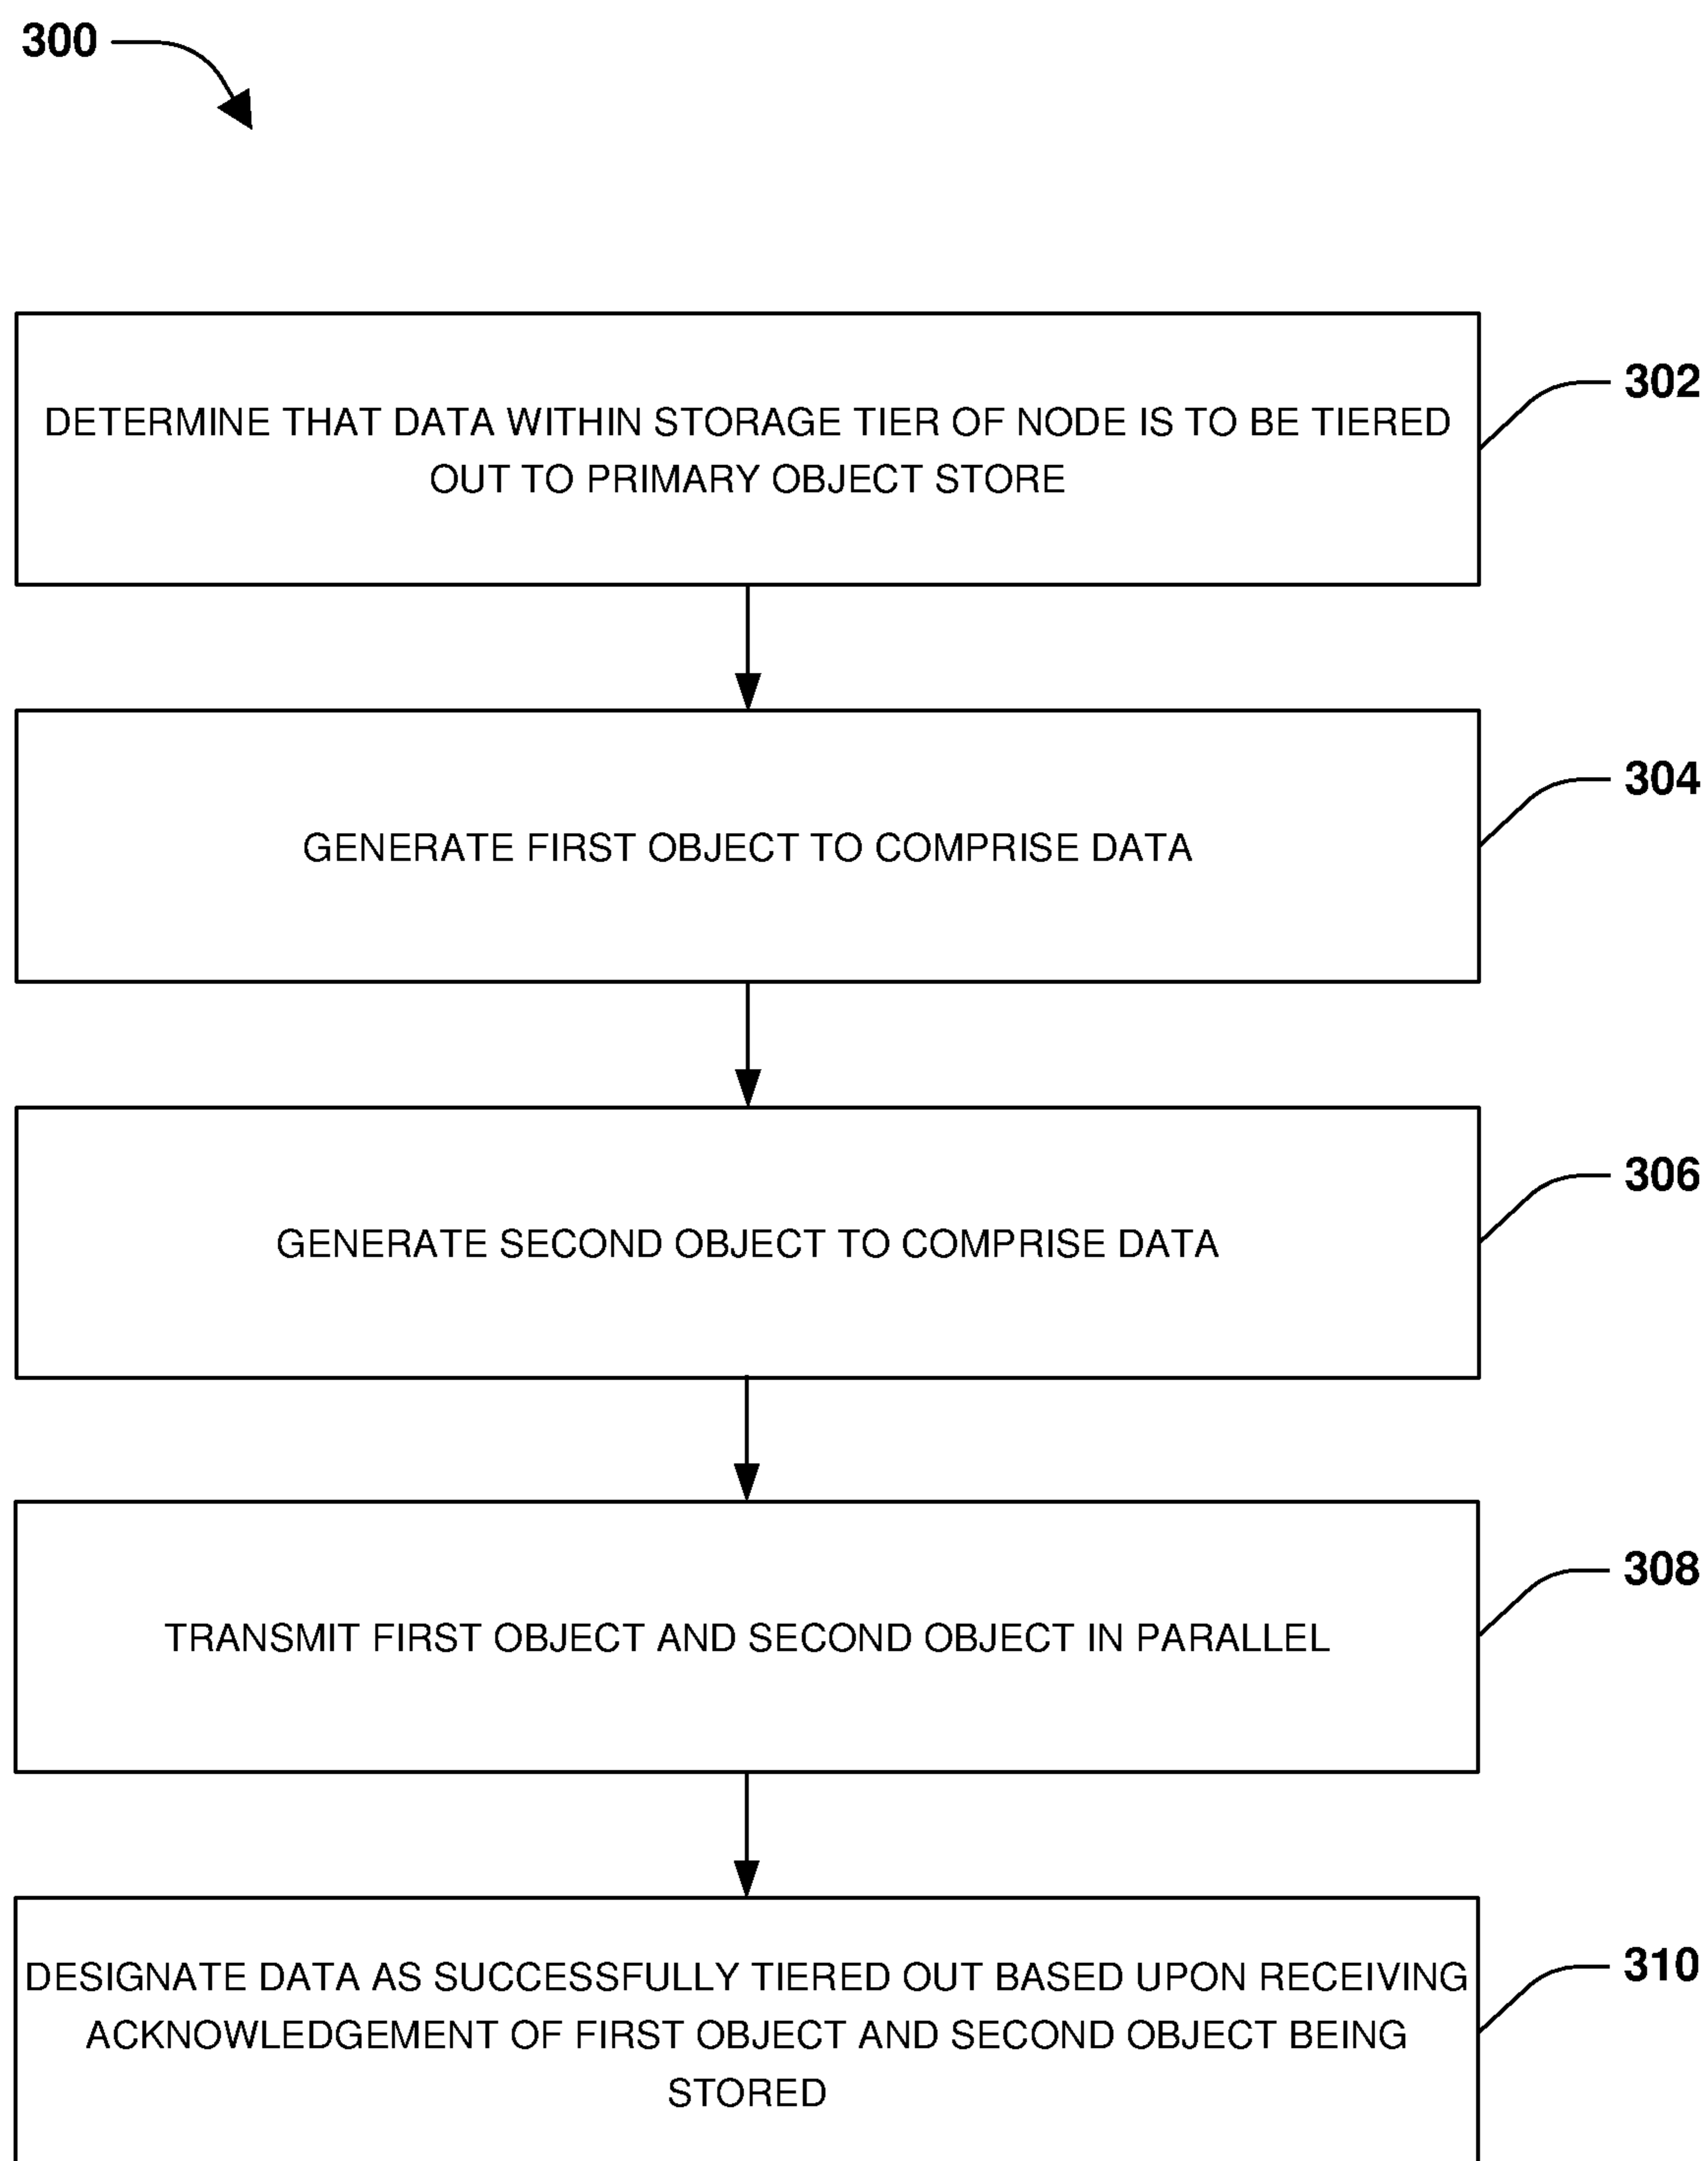 300
302
DETERMINE THAT DATA WITHIN STORAGE TIER OF NODE IS TO BE TIERED
OUT TO PRIMARY OBJECT STORE
304
GENERATE FIRST OBJECT TO COMPRISE DATA
306
GENERATE SECOND OBJECT TO COMPRISE DATA
308
TRANSMIT FIRST OBJECT AND SECOND OBJECT IN PARALLEL
310
DESIGNATE DATA AS SUCCESSFULLY TIERED OUT BASED UPON RECEIVING
ACKNOWLEDGEMENT OF FIRST OBJECT AND SECOND OBJECT BEING
STORED